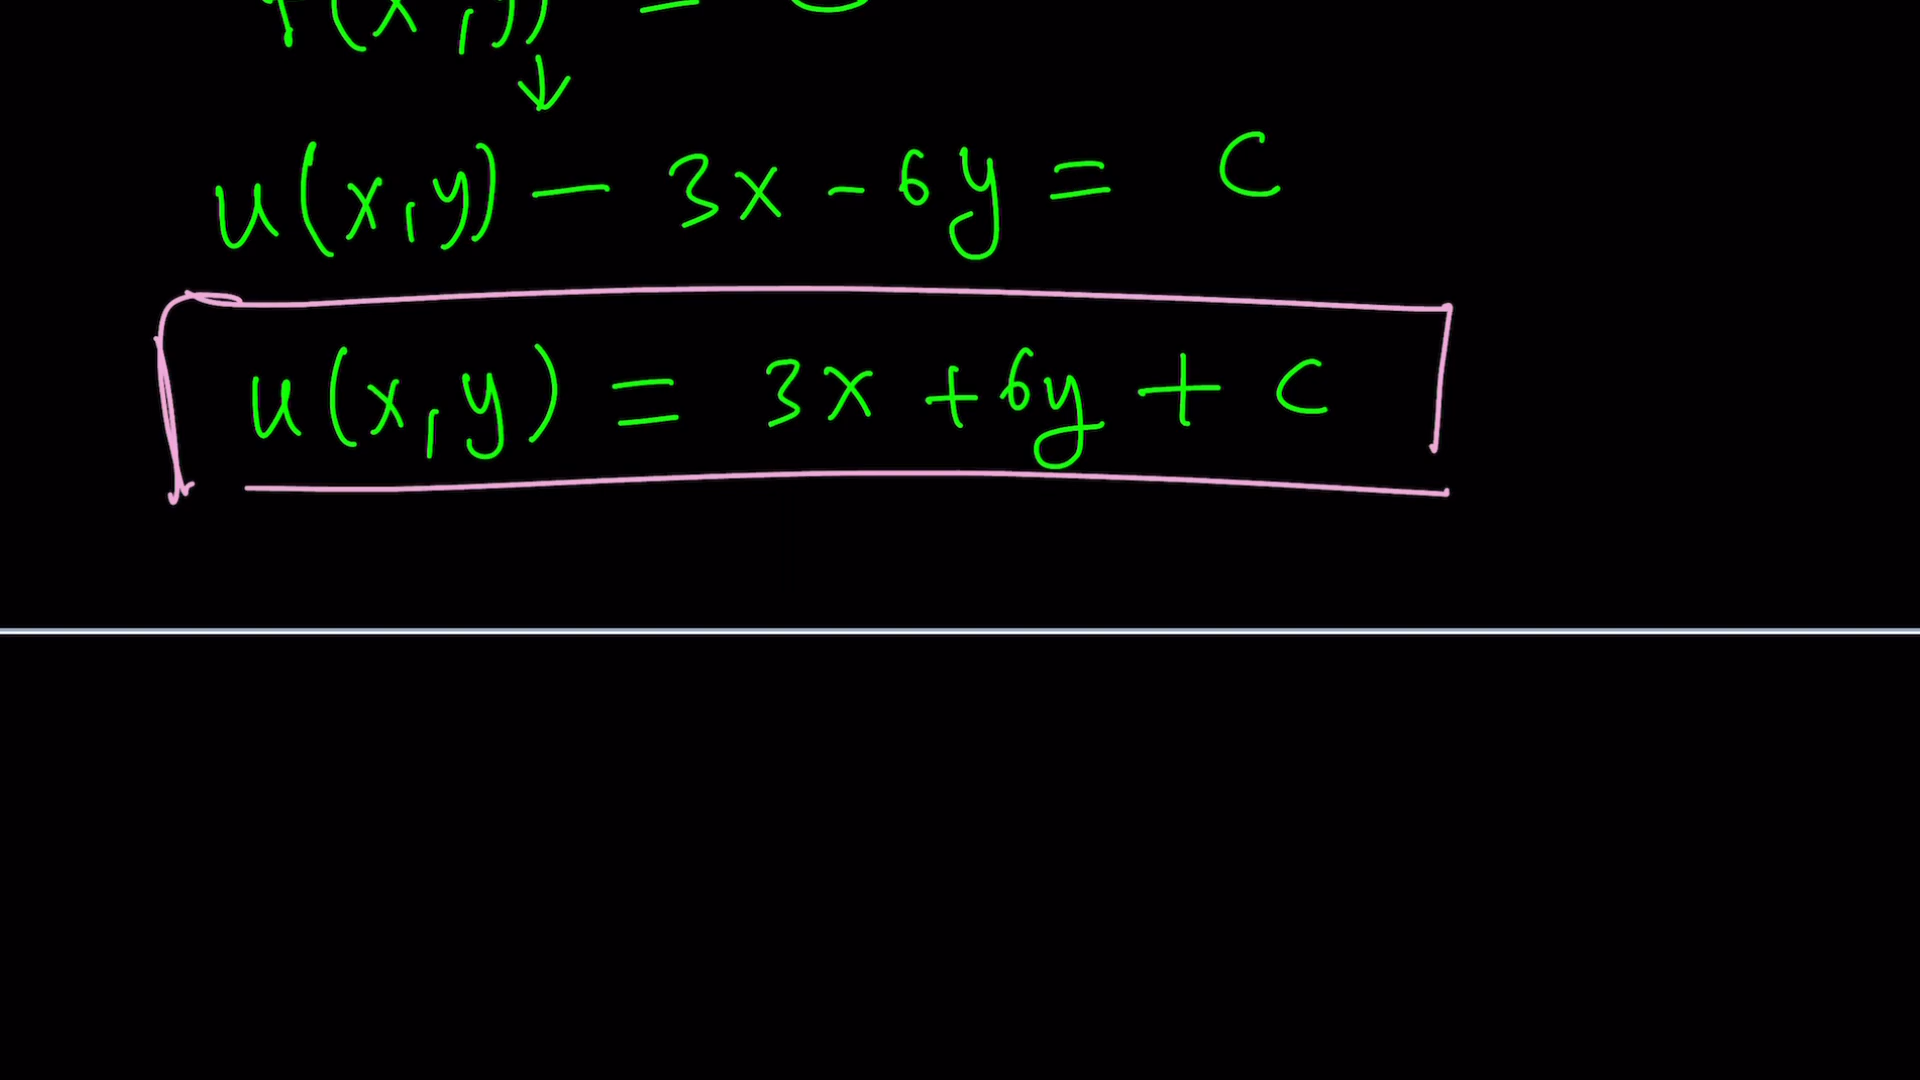 f(x,y) = C
↓
u(x,y) — 3x - 6y = C
u(x,y) = 3x + 6y + C